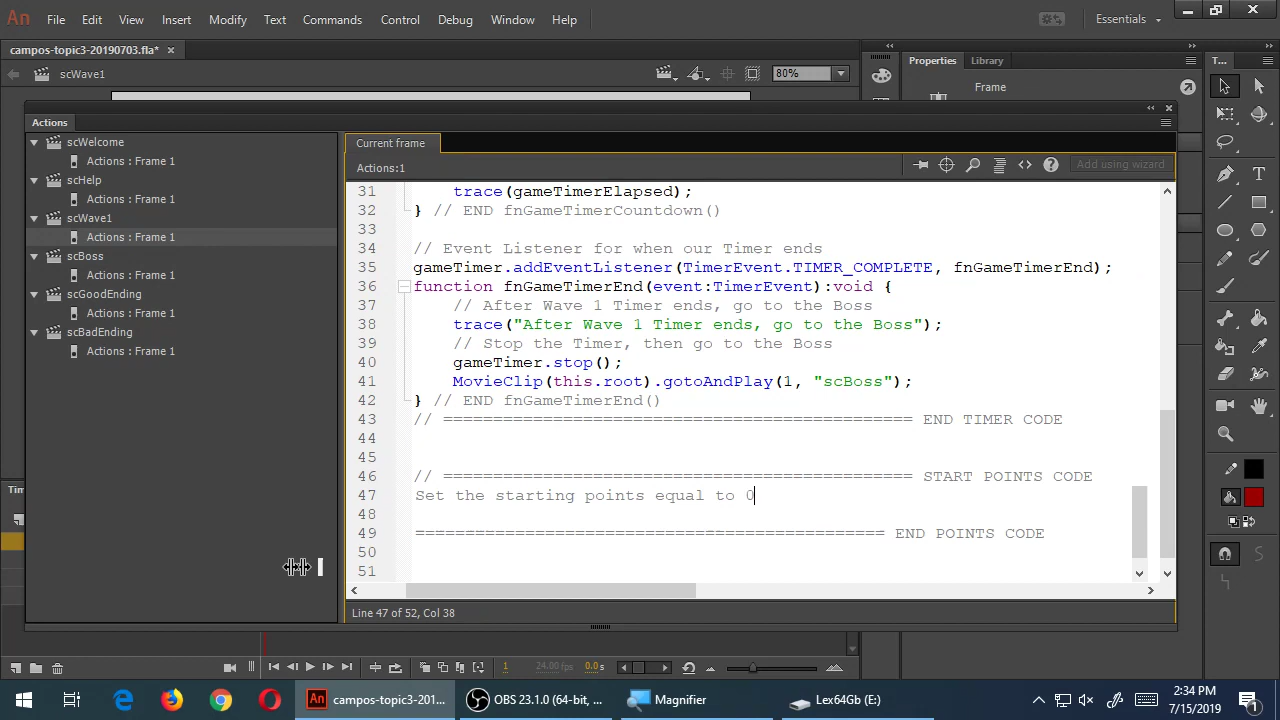 An File Edit View Insert Modify Text Commands Control Debug Window Help Essentials
campos-topic3-20190703.fla* ×
scWave1 80%
Properties Library T...
Frame
Actions
scWelcome
Actions : Frame 1
scHelp
Actions : Frame 1
scWave1
Actions : Frame 1
scBoss
Actions : Frame 1
scGoodEnding
Actions : Frame 1
scBadEnding
Actions : Frame 1
Current frame
Actions:1 Add using wizard
31 trace(gameTimerElapsed);
32 } // END fnGameTimerCountdown()
33
34 // Event Listener for when our Timer ends
35 gameTimer.addEventListener(TimerEvent.TIMER_COMPLETE, fnGameTimerEnd);
36 function fnGameTimerEnd(event:TimerEvent):void {
37 // After Wave 1 Timer ends, go to the Boss
38 trace("After Wave 1 Timer ends, go to the Boss");
39 // Stop the Timer, then go to the Boss
40 gameTimer.stop();
41 MovieClip(this.root).gotoAndPlay(1, "scBoss");
42 } // END fnGameTimerEnd()
43 // =============================================== END TIMER CODE
44
45
46 // =============================================== START POINTS CODE
47 Set the starting points equal to 0
48
49 =============================================== END POINTS CODE
50
51
Line 47 of 52, Col 38
Tim
1 24.00 fps 0.0 s
campos-topic3-201... OBS 23.1.0 (64-bit, ... Magnifier Lex64Gb (E:)
2:34 PM
7/15/2019
1